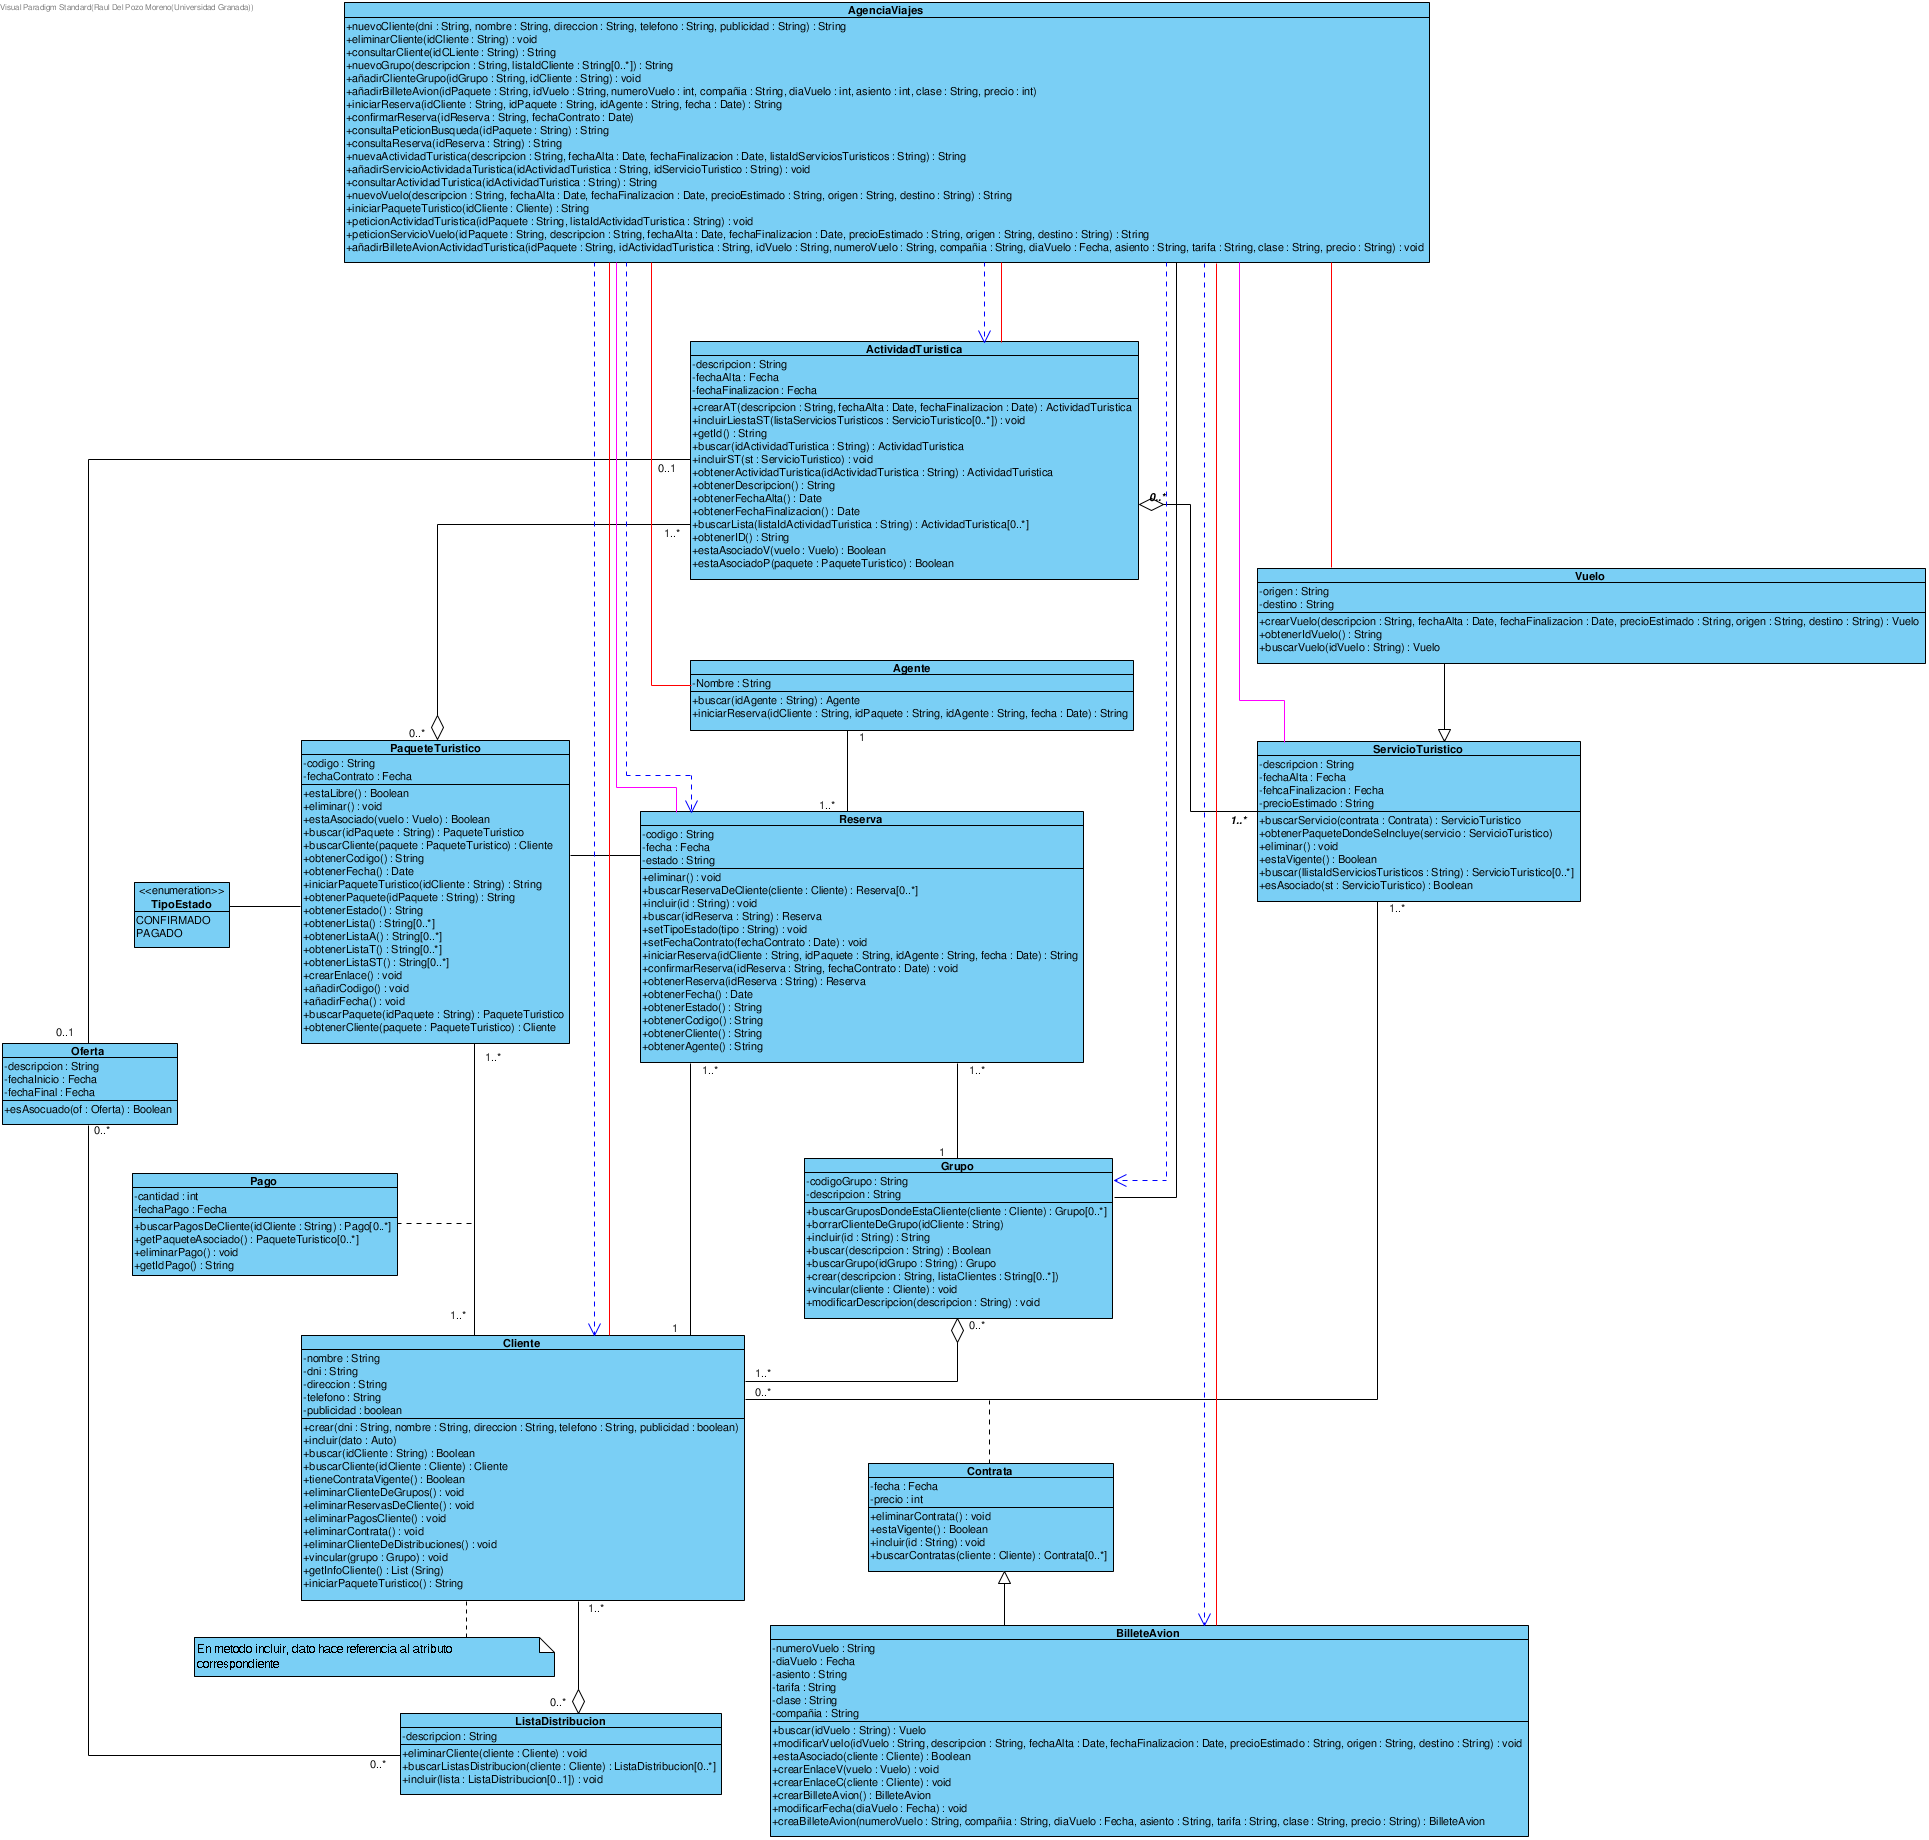 Visual Paradigm Standard(Raul Del Pozo Moreno(Universidad Granada))
AgenciaViajes
+nuevoCliente(dni : String, nombre : String, direccion : String, telefono : String, publicidad : String) : String
+eliminarCliente(idCliente : String) : void
+consultarCliente(idCLiente : String) : String
+nuevoGrupo(descripcion : String, listaIdCliente : String[0..*]) : String
+añadirClienteGrupo(idGrupo : String, idCliente : String) : void
+añadirBilleteAvion(idPaquete : String, idVuelo : String, numeroVuelo : int, compañia : String, diaVuelo : int, asiento : int, clase : String, precio : int)
+iniciarReserva(idCliente : String, idPaquete : String, idAgente : String, fecha : Date) : String
+confirmarReserva(idReserva : String, fechaContrato : Date)
+consultaPeticionBusqueda(idPaquete : String) : String
+consultaReserva(idReserva : String) : String
+nuevaActividadTuristica(descripcion : String, fechaAlta : Date, fechaFinalizacion : Date, listaIdServiciosTuristicos : String) : String
+añadirServicioActividadaTuristica(idActividadTuristica : String, idServicioTuristico : String) : void
+consultarActividadTuristica(idActividadTuristica : String) : String
+nuevoVuelo(descripcion : String, fechaAlta : Date, fechaFinalizacion : Date, precioEstimado : String, origen : String, destino : String) : String
+iniciarPaqueteTuristico(idCliente : Cliente) : String
+peticionActividadTuristica(idPaquete : String, listaIdActividadTuristica : String) : void
+peticionServicioVuelo(idPaquete : String, descripcion : String, fechaAlta : Date, fechaFinalizacion : Date, precioEstimado : String, origen : String, destino : String) : String
+añadirBilleteAvionActividadTuristica(idPaquete : String, idActividadTuristica : String, idVuelo : String, numeroVuelo : String, compañia : String, diaVuelo : Fecha, asiento : String, tarifa : String, clase : String, precio : String) : void
ActividadTuristica
-descripcion : String
-fechaAlta : Fecha
-fechaFinalizacion : Fecha
+crearAT(descripcion : String, fechaAlta : Date, fechaFinalizacion : Date) : ActividadTuristica
+incluirLiestaST(listaServiciosTuristicos : ServicioTuristico[0..*]) : void
+getId() : String
+buscar(idActividadTuristica : String) : ActividadTuristica
+incluirST(st : ServicioTuristico) : void
+obtenerActividadTuristica(idActividadTuristica : String) : ActividadTuristica
+obtenerDescripcion() : String
+obtenerFechaAlta() : Date
+obtenerFechaFinalizacion() : Date
+buscarLista(listaIdActividadTuristica : String) : ActividadTuristica[0..*]
+obtenerID() : String
+estaAsociadoV(vuelo : Vuelo) : Boolean
+estaAsociadoP(paquete : PaqueteTuristico) : Boolean
0..1
1..*
0..*
Vuelo
-origen : String
-destino : String
+crearVuelo(descripcion : String, fechaAlta : Date, fechaFinalizacion : Date, precioEstimado : String, origen : String, destino : String) : Vuelo
+obtenerIdVuelo() : String
+buscarVuelo(idVuelo : String) : Vuelo
Agente
-Nombre : String
+buscar(idAgente : String) : Agente
+iniciarReserva(idCliente : String, idPaquete : String, idAgente : String, fecha : Date) : String
1
1..*
0..*
PaqueteTuristico
-codigo : String
-fechaContrato : Fecha
+estaLibre() : Boolean
+eliminar() : void
+estaAsociado(vuelo : Vuelo) : Boolean
+buscar(idPaquete : String) : PaqueteTuristico
+buscarCliente(paquete : PaqueteTuristico) : Cliente
+obtenerCodigo() : String
+obtenerFecha() : Date
+iniciarPaqueteTuristico(idCliente : String) : String
+obtenerPaquete(idPaquete : String) : String
+obtenerEstado() : String
+obtenerLista() : String[0..*]
+obtenerListaA() : String[0..*]
+obtenerListaT() : String[0..*]
+obtenerListaST() : String[0..*]
+crearEnlace() : void
+añadirCodigo() : void
+añadirFecha() : void
+buscarPaquete(idPaquete : String) : PaqueteTuristico
+obtenerCliente(paquete : PaqueteTuristico) : Cliente
1..*
Reserva
-codigo : String
-fecha : Fecha
-estado : String
+eliminar() : void
+buscarReservaDeCliente(cliente : Cliente) : Reserva[0..*]
+incluir(id : String) : void
+buscar(idReserva : String) : Reserva
+setTipoEstado(tipo : String) : void
+setFechaContrato(fechaContrato : Date) : void
+iniciarReserva(idCliente : String, idPaquete : String, idAgente : String, fecha : Date) : String
+confirmarReserva(idReserva : String, fechaContrato : Date) : void
+obtenerReserva(idReserva : String) : Reserva
+obtenerFecha() : Date
+obtenerEstado() : String
+obtenerCodigo() : String
+obtenerCliente() : String
+obtenerAgente() : String
1..*
1..*
ServicioTuristico
-descripcion : String
-fechaAlta : Fecha
-fehcaFinalizacion : Fecha
-precioEstimado : String
+buscarServicio(contrata : Contrata) : ServicioTuristico
+obtenerPaqueteDondeSeIncluye(servicio : ServicioTuristico)
+eliminar() : void
+estaVigente() : Boolean
+buscar(llistaIdServiciosTuristicos : String) : ServicioTuristico[0..*]
+esAsociado(st : ServicioTuristico) : Boolean
1..*
1..*
<<enumeration>>
TipoEstado
CONFIRMADO
PAGADO
0..1
Oferta
-descripcion : String
-fechaInicio : Fecha
-fechaFinal : Fecha
+esAsocuado(of : Oferta) : Boolean
0..*
Pago
-cantidad : int
-fechaPago : Fecha
+buscarPagosDeCliente(idCliente : String) : Pago[0..*]
+getPaqueteAsociado() : PaqueteTuristico[0..*]
+eliminarPago() : void
+getIdPago() : String
1
Grupo
-codigoGrupo : String
-descripcion : String
+buscarGruposDondeEstaCliente(cliente : Cliente) : Grupo[0..*]
+borrarClienteDeGrupo(idCliente : String)
+incluir(id : String) : String
+buscar(descripcion : String) : Boolean
+buscarGrupo(idGrupo : String) : Grupo
+crear(descripcion : String, listaClientes : String[0..*])
+vincular(cliente : Cliente) : void
+modificarDescripcion(descripcion : String) : void
0..*
1..*
1
Cliente
-nombre : String
-dni : String
-direccion : String
-telefono : String
-publicidad : boolean
+crear(dni : String, nombre : String, direccion : String, telefono : String, publicidad : boolean)
+incluir(dato : Auto)
+buscar(idCliente : String) : Boolean
+buscarCliente(idCliente : Cliente) : Cliente
+tieneContrataVigente() : Boolean
+eliminarClienteDeGrupos() : void
+eliminarReservasDeCliente() : void
+eliminarPagosCliente() : void
+eliminarContrata() : void
+eliminarClienteDeDistribuciones() : void
+vincular(grupo : Grupo) : void
+getInfoCliente() : List (Sring)
+iniciarPaqueteTuristico() : String
1..*
0..*
1..*
Contrata
-fecha : Fecha
-precio : int
+eliminarContrata() : void
+estaVigente() : Boolean
+incluir(id : String) : void
+buscarContratas(cliente : Cliente) : Contrata[0..*]
En metodo incluir, dato hace referencia al atributo
correspondiente
0..*
ListaDistribucion
-descripcion : String
+eliminarCliente(cliente : Cliente) : void
+buscarListasDistribucion(cliente : Cliente) : ListaDistribucion[0..*]
+incluir(lista : ListaDistribucion[0..1]) : void
0..*
BilleteAvion
-numeroVuelo : String
-diaVuelo : Fecha
-asiento : String
-tarifa : String
-clase : String
-compañia : String
+buscar(idVuelo : String) : Vuelo
+modificarVuelo(idVuelo : String, descripcion : String, fechaAlta : Date, fechaFinalizacion : Date, precioEstimado : String, origen : String, destino : String) : void
+estaAsociado(cliente : Cliente) : Boolean
+crearEnlaceV(vuelo : Vuelo) : void
+crearEnlaceC(cliente : Cliente) : void
+crearBilleteAvion() : BilleteAvion
+modificarFecha(diaVuelo : Fecha) : void
+creaBilleteAvion(numeroVuelo : String, compañia : String, diaVuelo : Fecha, asiento : String, tarifa : String, clase : String, precio : String) : BilleteAvion